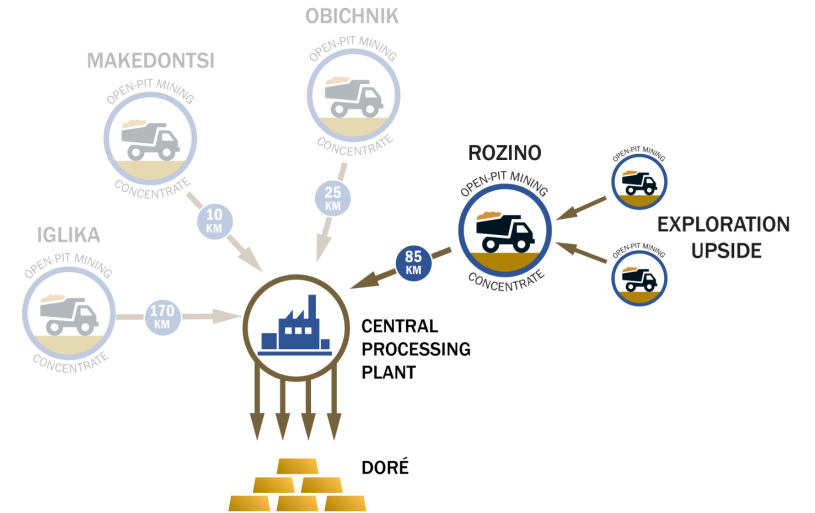 OBICHNIK
OPEN-PIT MINING
CONCENTRATE
MAKEDONTSI
OPEN-PIT MINING
CONCENTRATE
ROZINO
OPEN-PIT MINING
CONCENTRATE
OPEN-PIT MINING
EXPLORATION
UPSIDE
OPEN-PIT MINING
IGLIKA
OPEN-PIT MINING
CONCENTRATE
10
KM
25
KM
85
KM
170
KM
CENTRAL
PROCESSING
PLANT
DORÉ